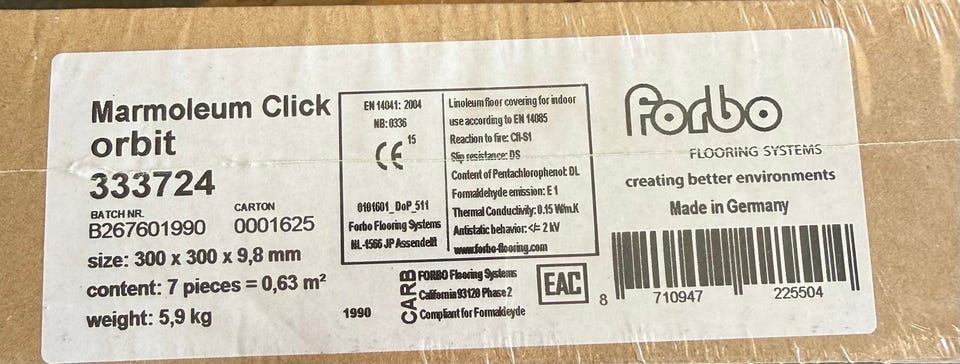 Marmoleum Click
orbit
333724
BATCH NR. CARTON
B267601990 0001625
size: 300 x 300 x 9,8 mm
content: 7 pieces = 0,63 m²
weight: 5,9 kg
1990
EN 14041: 2004
NB: 0336
CE 15
0101601_DoP_511
Forbo Flooring Systems
NL-1566 JP Assendelft
Linoleum floor covering for indoor
use according to EN 14085
Reaction to fire: Cfl-S1
Slip resistance: DS
Content of Pentachlorophenol: DL
Formaldehyde emission: E 1
Thermal Conductivity: 0.15 W/m.K
Antistatic behavior: </= 2 kV
www.forbo-flooring.com
CARB
FORBO Flooring Systems
California 93120 Phase 2
Compliant for Formaldeyde
EAC
Forbo
FLOORING SYSTEMS
creating better environments
Made in Germany
8 710947 225504